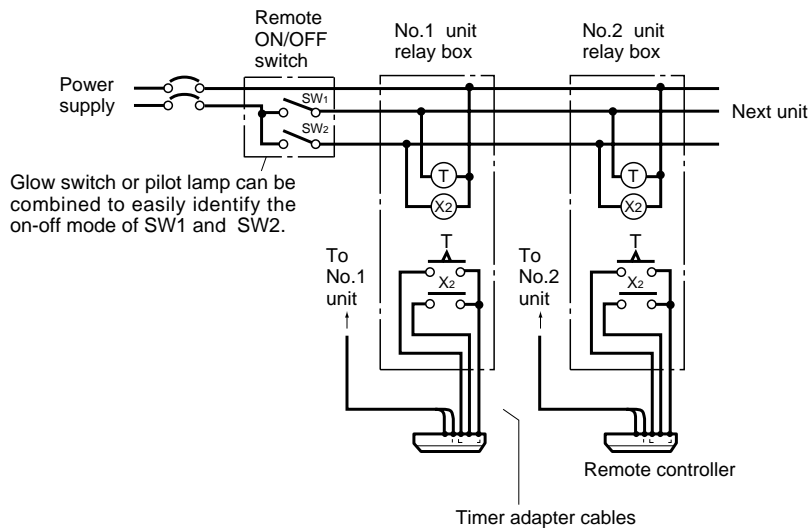 Remote
ON/OFF
switch
No.1 unit
relay box
No.2 unit
relay box
Power
supply
SW1
SW2
Next unit
T
X2
T
X2
Glow switch or pilot lamp can be
combined to easily identify the
on-off mode of SW1 and SW2.
To
No.1
unit
T
X2
To
No.2
unit
T
X2
Remote controller
Timer adapter cables